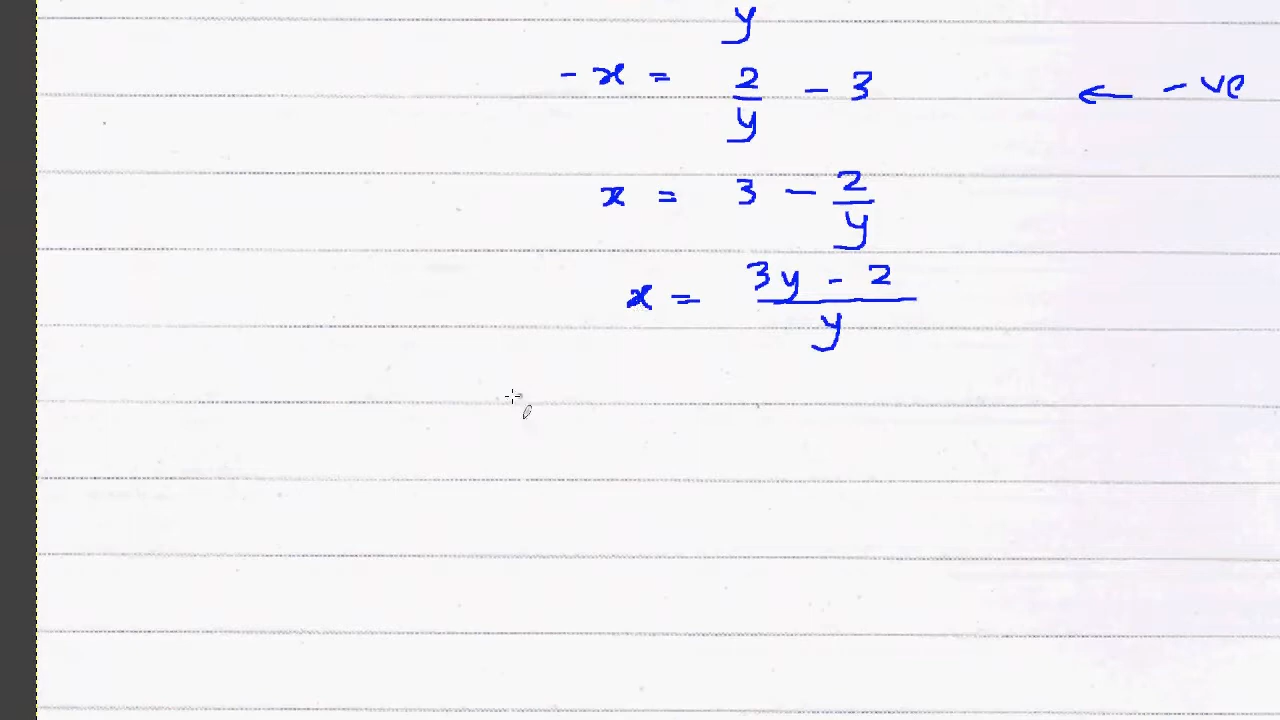 y
- x = 2/y - 3 ← - ve
x = 3 - 2/y
x = 3y - 2 / y